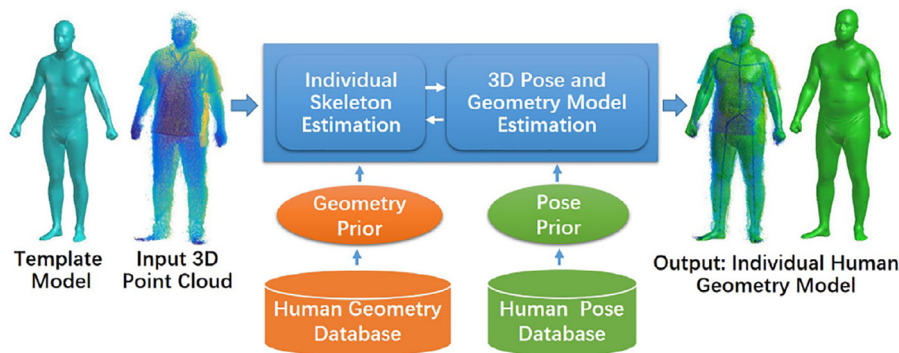 Individual
Skeleton
Estimation
3D Pose and
Geometry Model
Estimation
Geometry
Prior
Pose
Prior
Template
Model
Input 3D
Point Cloud
Output: Individual Human
Geometry Model
Human Geometry
Database
Human Pose
Database